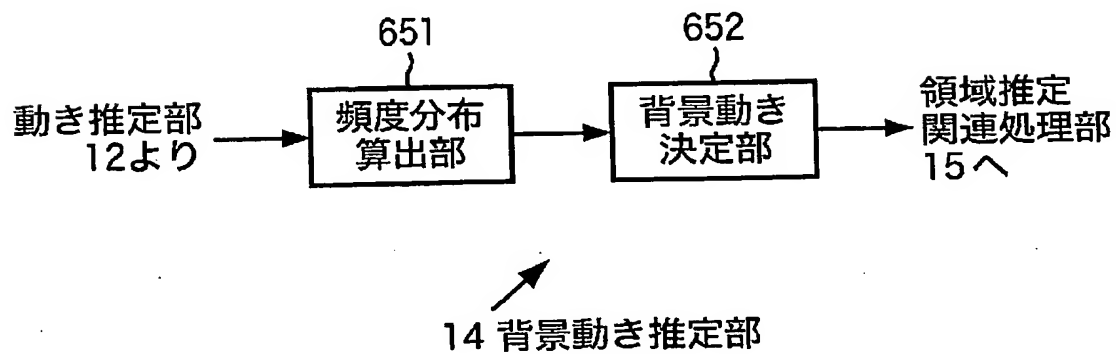 651
652
動き推定部
12より
頻度分布
算出部
背景動き
決定部
領域推定
関連処理部
15へ
14 背景動き推定部